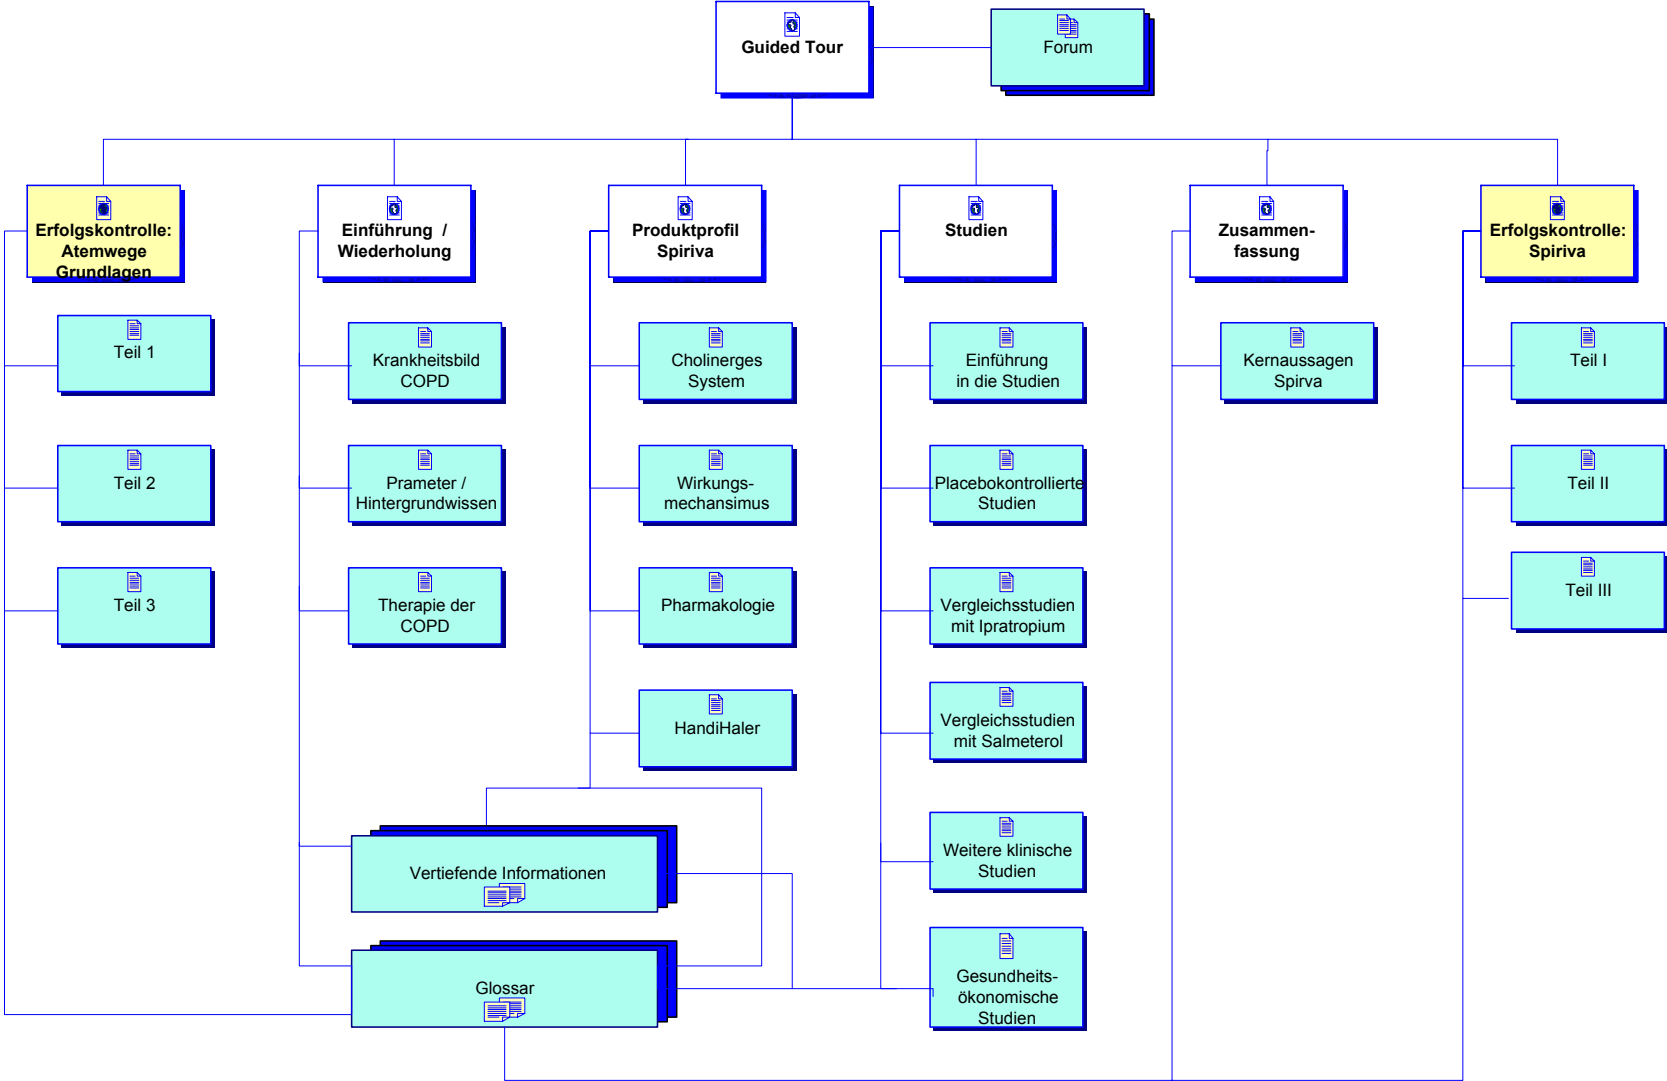 Guided Tour
Forum
Erfolgskontrolle:
Atemwege
Grundlagen
Einführung /
Wiederholung
Produktprofil
Spiriva
Studien
Zusammen-
fassung
Erfolgskontrolle:
Spiriva
Teil 1
Krankheitsbild
COPD
Cholinerges
System
Einführung
in die Studien
Kernaussagen
Spirva
Teil I
Teil 2
Prameter /
Hintergrundwissen
Wirkungs-
mechansimus
Placebokontrollierte
Studien
Teil II
Teil 3
Therapie der
COPD
Pharmakologie
Vergleichsstudien
mit Ipratropium
Teil III
HandiHaler
Vergleichsstudien
mit Salmeterol
Vertiefende Informationen
Weitere klinische
Studien
Glossar
Gesundheits-
ökonomische
Studien